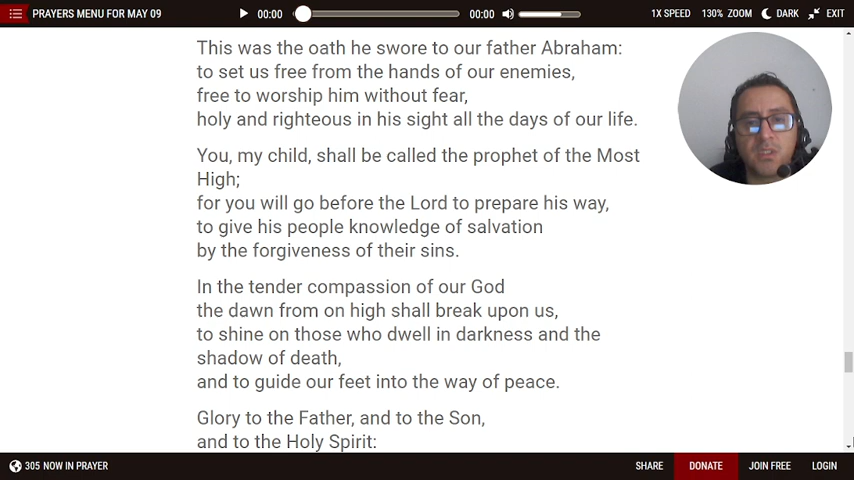 PRAYERS MENU FOR MAY 09 00:00 00:00 1X SPEED 130% ZOOM DARK EXIT
This was the oath he swore to our father Abraham:
to set us free from the hands of our enemies,
free to worship him without fear,
holy and righteous in his sight all the days of our life.
You, my child, shall be called the prophet of the Most
High;
for you will go before the Lord to prepare his way,
to give his people knowledge of salvation
by the forgiveness of their sins.
In the tender compassion of our God
the dawn from on high shall break upon us,
to shine on those who dwell in darkness and the
shadow of death,
and to guide our feet into the way of peace.
Glory to the Father, and to the Son,
and to the Holy Spirit:
305 NOW IN PRAYER SHARE DONATE JOIN FREE LOGIN